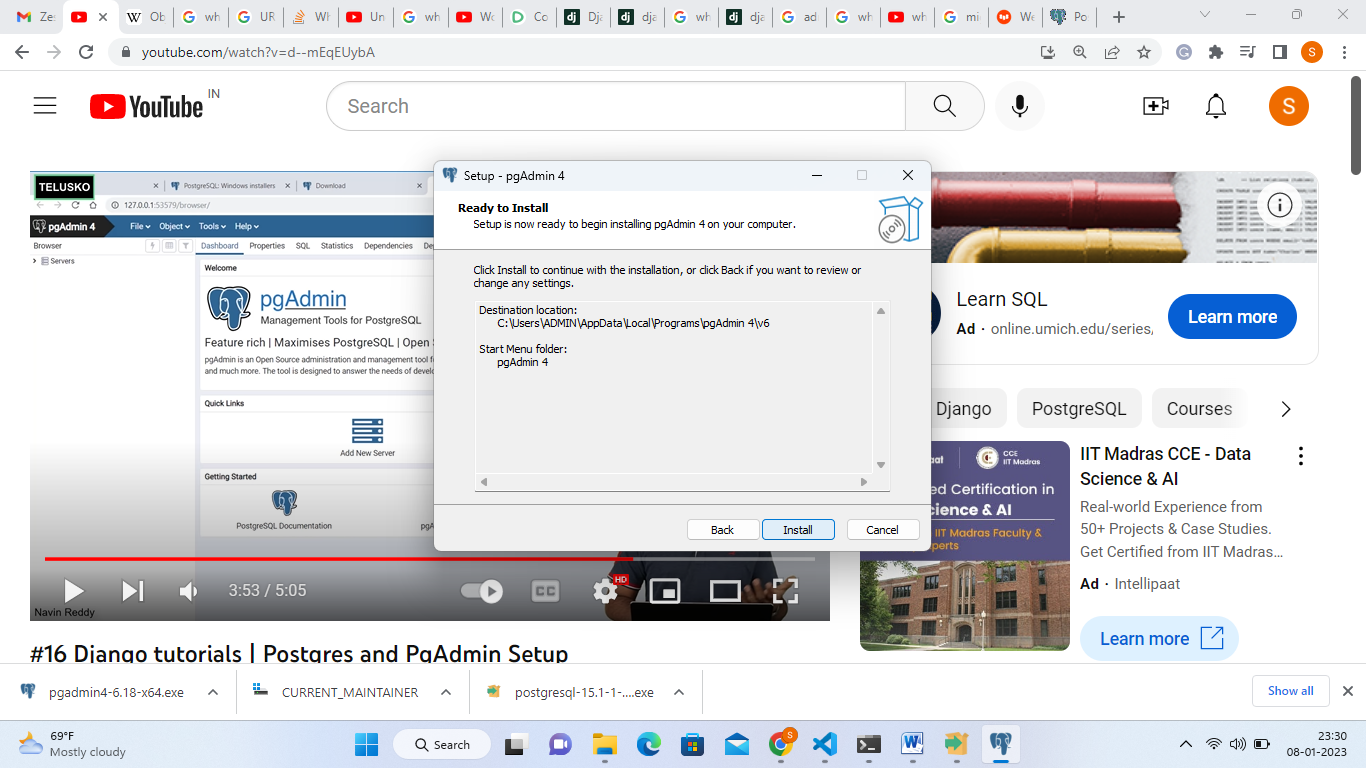 Ze
Ob
wh
UR
Wh
Un
wh
Wo
Co
Dja
dja
wh
dja
ad
wh
wh
mi
We
Po
youtube.com/watch?v=d--mEqEUybA
S
YouTube IN
Search
S
TELUSKO
PostgreSQL: Windows installers
Download
127.0.0.1:53579/browser/
pgAdmin 4
File Object Tools Help
Browser
Dashboard Properties SQL Statistics Dependencies De
Servers
Welcome
pgAdmin
Management Tools for PostgreSQL
Feature rich | Maximises PostgreSQL | Open S
pgAdmin is an Open Source administration and management tool f
and much more. The tool is designed to answer the needs of develo
Quick Links
Add New Server
Getting Started
PostgreSQL Documentation
pgA
3:53 / 5:05
CC
HD
Navin Reddy
Setup - pgAdmin 4
Ready to Install
Setup is now ready to begin installing pgAdmin 4 on your computer.
Click Install to continue with the installation, or click Back if you want to review or
change any settings.
Destination location:
C:\Users\ADMIN\AppData\Local\Programs\pgAdmin 4\v6
Start Menu folder:
pgAdmin 4
Back
Install
Cancel
Learn SQL
Ad · online.umich.edu/series,
Learn more
Django
PostgreSQL
Courses
aat
CCE
IIT Madras
ed Certification in
cience & AI
IIT Madras Faculty &
perts
IIT Madras CCE - Data
Science & AI
Real-world Experience from
50+ Projects & Case Studies.
Get Certified from IIT Madras...
Ad · Intellipaat
Learn more
#16 Django tutorials | Postgres and PgAdmin Setup
pgadmin4-6.18-x64.exe
CURRENT_MAINTAINER
postgresql-15.1-1-....exe
Show all
69°F
Mostly cloudy
Search
S
23:30
08-01-2023